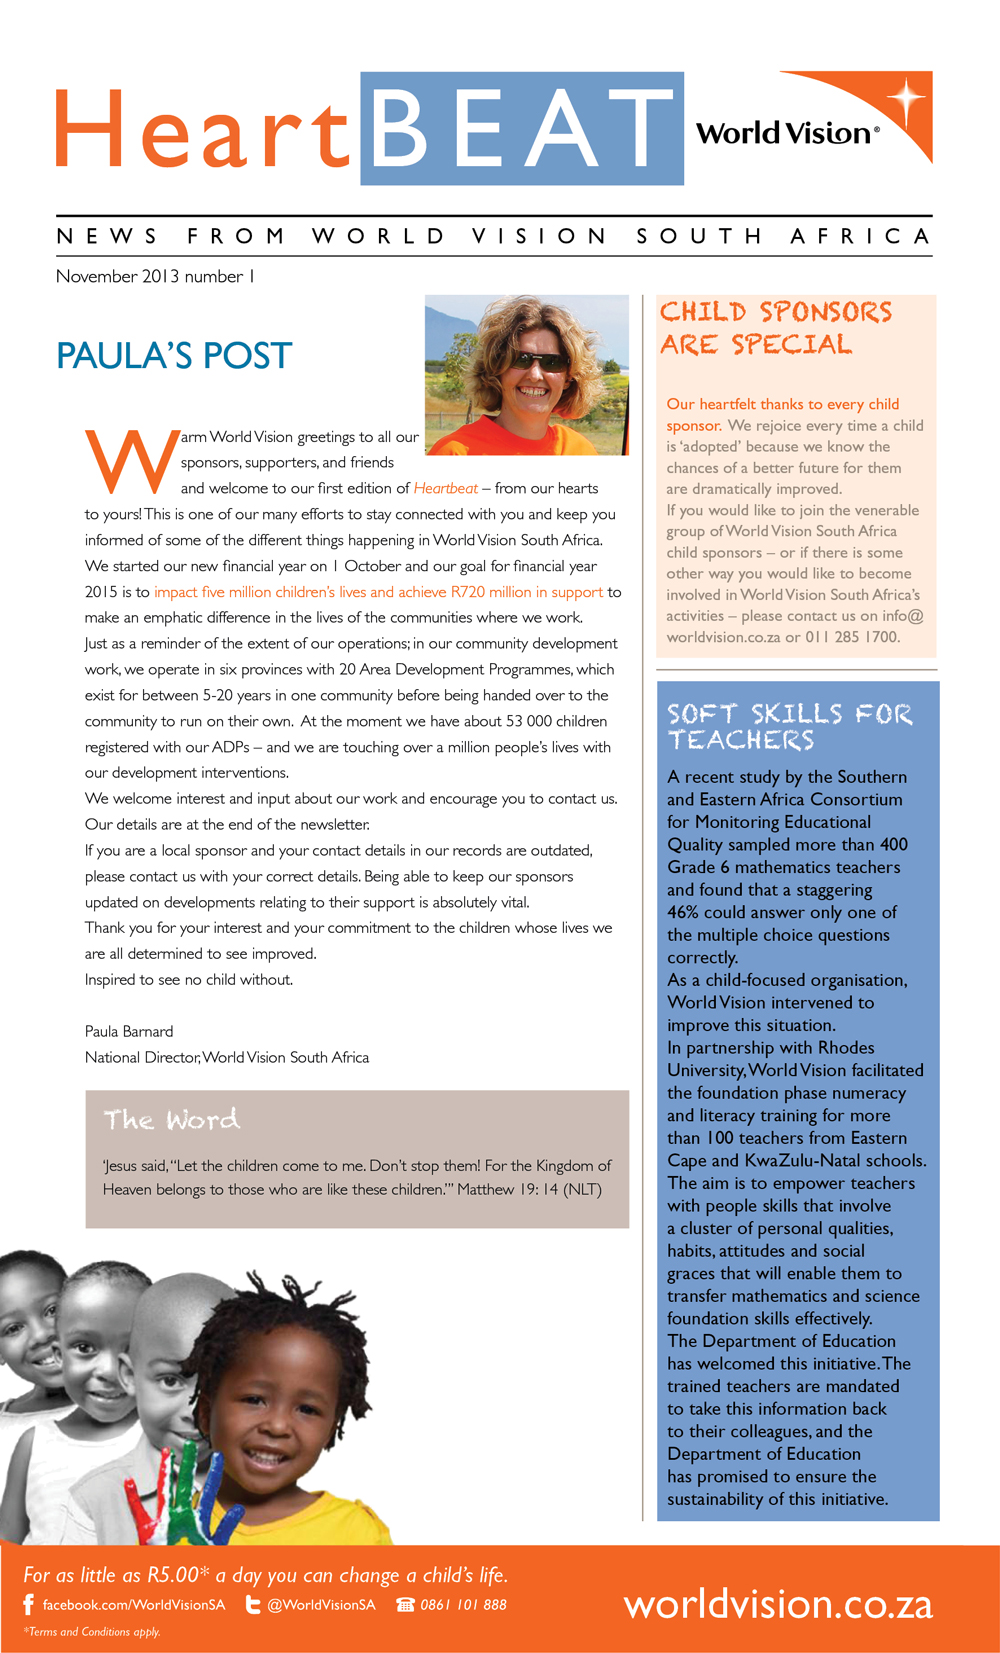 HeartBEAT
World Vision®
NEWS FROM WORLD VISION SOUTH AFRICA
November 2013 number 1
PAULA'S POST
Warm World Vision greetings to all our
sponsors, supporters, and friends
and welcome to our first edition of Heartbeat – from our hearts
to yours! This is one of our many efforts to stay connected with you and keep you
informed of some of the different things happening in World Vision South Africa.
We started our new financial year on 1 October and our goal for financial year
2015 is to impact five million children's lives and achieve R720 million in support to
make an emphatic difference in the lives of the communities where we work.
Just as a reminder of the extent of our operations; in our community development
work, we operate in six provinces with 20 Area Development Programmes, which
exist for between 5-20 years in one community before being handed over to the
community to run on their own. At the moment we have about 53 000 children
registered with our ADPs – and we are touching over a million people's lives with
our development interventions.
We welcome interest and input about our work and encourage you to contact us.
Our details are at the end of the newsletter.
If you are a local sponsor and your contact details in our records are outdated,
please contact us with your correct details. Being able to keep our sponsors
updated on developments relating to their support is absolutely vital.
Thank you for your interest and your commitment to the children whose lives we
are all determined to see improved.
Inspired to see no child without.
Paula Barnard
National Director, World Vision South Africa
The Word
'Jesus said, "Let the children come to me. Don't stop them! For the Kingdom of
Heaven belongs to those who are like these children.'" Matthew 19: 14 (NLT)
CHILD SPONSORS
ARE SPECIAL
Our heartfelt thanks to every child
sponsor. We rejoice every time a child
is 'adopted' because we know the
chances of a better future for them
are dramatically improved.
If you would like to join the venerable
group of World Vision South Africa
child sponsors – or if there is some
other way you would like to become
involved in World Vision South Africa's
activities – please contact us on info@
worldvision.co.za or 011 285 1700.
SOFT SKILLS FOR
TEACHERS
A recent study by the Southern
and Eastern Africa Consortium
for Monitoring Educational
Quality sampled more than 400
Grade 6 mathematics teachers
and found that a staggering
46% could answer only one of
the multiple choice questions
correctly.
As a child-focused organisation,
World Vision intervened to
improve this situation.
In partnership with Rhodes
University, World Vision facilitated
the foundation phase numeracy
and literacy training for more
than 100 teachers from Eastern
Cape and KwaZulu-Natal schools.
The aim is to empower teachers
with people skills that involve
a cluster of personal qualities,
habits, attitudes and social
graces that will enable them to
transfer mathematics and science
foundation skills effectively.
The Department of Education
has welcomed this initiative. The
trained teachers are mandated
to take this information back
to their colleagues, and the
Department of Education
has promised to ensure the
sustainability of this initiative.
For as little as R5.00* a day you can change a child's life.
facebook.com/WorldVisionSA @WorldVisionSA 0861 101 888
*Terms and Conditions apply.
worldvision.co.za